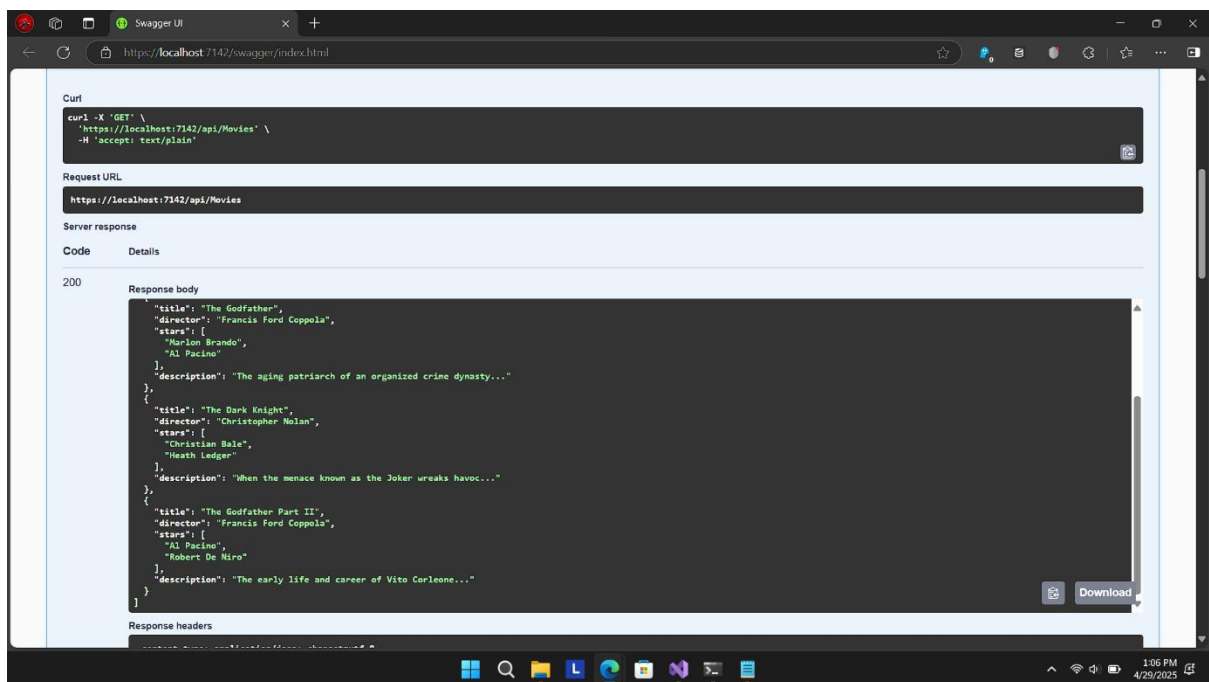 Swagger UI
https://localhost:7142/swagger/index.html
0
Curl
curl -X 'GET' \
'https://localhost:7142/api/Movies' \
-H 'accept: text/plain'
Request URL
https://localhost:7142/api/Movies
Server response
Code Details
200
Response body
{
"title": "The Godfather",
"director": "Francis Ford Coppola",
"stars": [
"Marlon Brando",
"Al Pacino"
],
"description": "The aging patriarch of an organized crime dynasty..."
},
{
"title": "The Dark Knight",
"director": "Christopher Nolan",
"stars": [
"Christian Bale",
"Heath Ledger"
],
"description": "When the menace known as the Joker wreaks havoc..."
},
{
"title": "The Godfather Part II",
"director": "Francis Ford Coppola",
"stars": [
"Al Pacino",
"Robert De Niro"
],
"description": "The early life and career of Vito Corleone..."
}
]
Download
Response headers
L
1:06 PM
4/29/2025